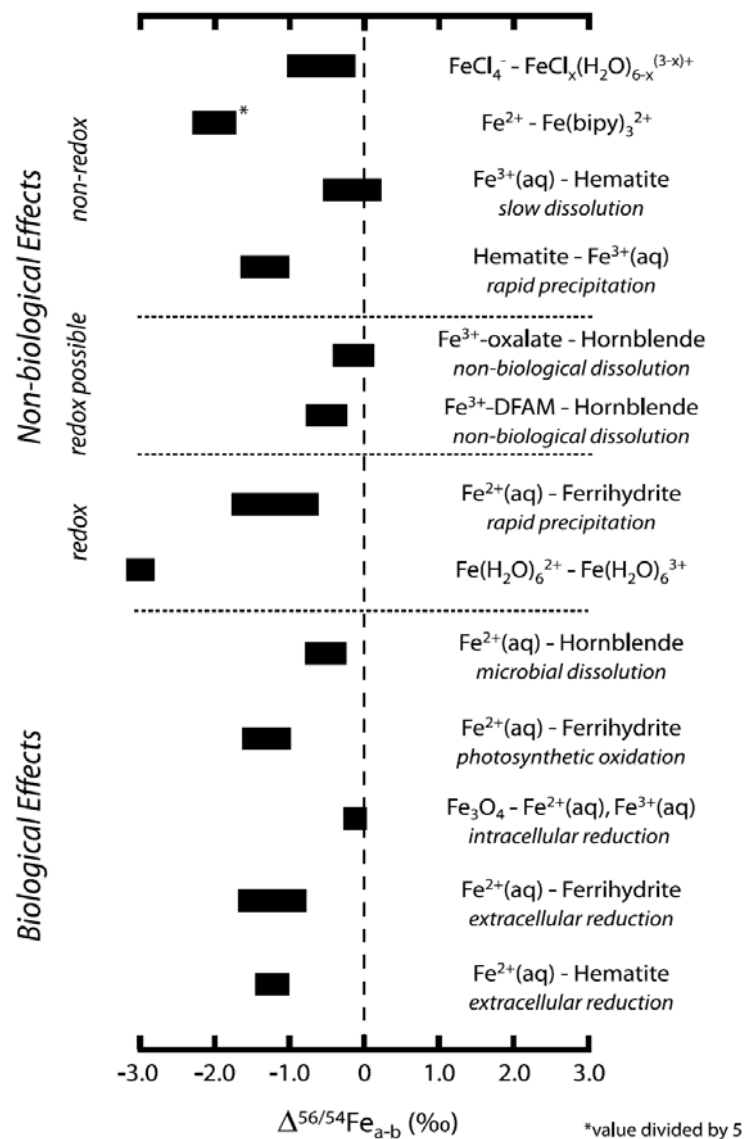 FeCl₄⁻ - FeClₓ(H₂O)₆₋ₓ⁽³⁻ˣ⁾⁺
*
Fe²⁺ - Fe(bipy)₃²⁺
Fe³⁺(aq) - Hematite
slow dissolution
Hematite - Fe³⁺(aq)
rapid precipitation
non-redox
Fe³⁺-oxalate - Hornblende
non-biological dissolution
Fe³⁺-DFAM - Hornblende
non-biological dissolution
redox possible
Fe²⁺(aq) - Ferrihydrite
rapid precipitation
Fe(H₂O)₆²⁺ - Fe(H₂O)₆³⁺
redox
Non-biological Effects
Fe²⁺(aq) - Hornblende
microbial dissolution
Fe²⁺(aq) - Ferrihydrite
photosynthetic oxidation
Fe₃O₄ - Fe²⁺(aq), Fe³⁺(aq)
intracellular reduction
Fe²⁺(aq) - Ferrihydrite
extracellular reduction
Fe²⁺(aq) - Hematite
extracellular reduction
Biological Effects
-3.0 -2.0 -1.0 0 1.0 2.0 3.0
Δ⁵⁶/⁵⁴Feₐ₋b (‰)
*value divided by 5